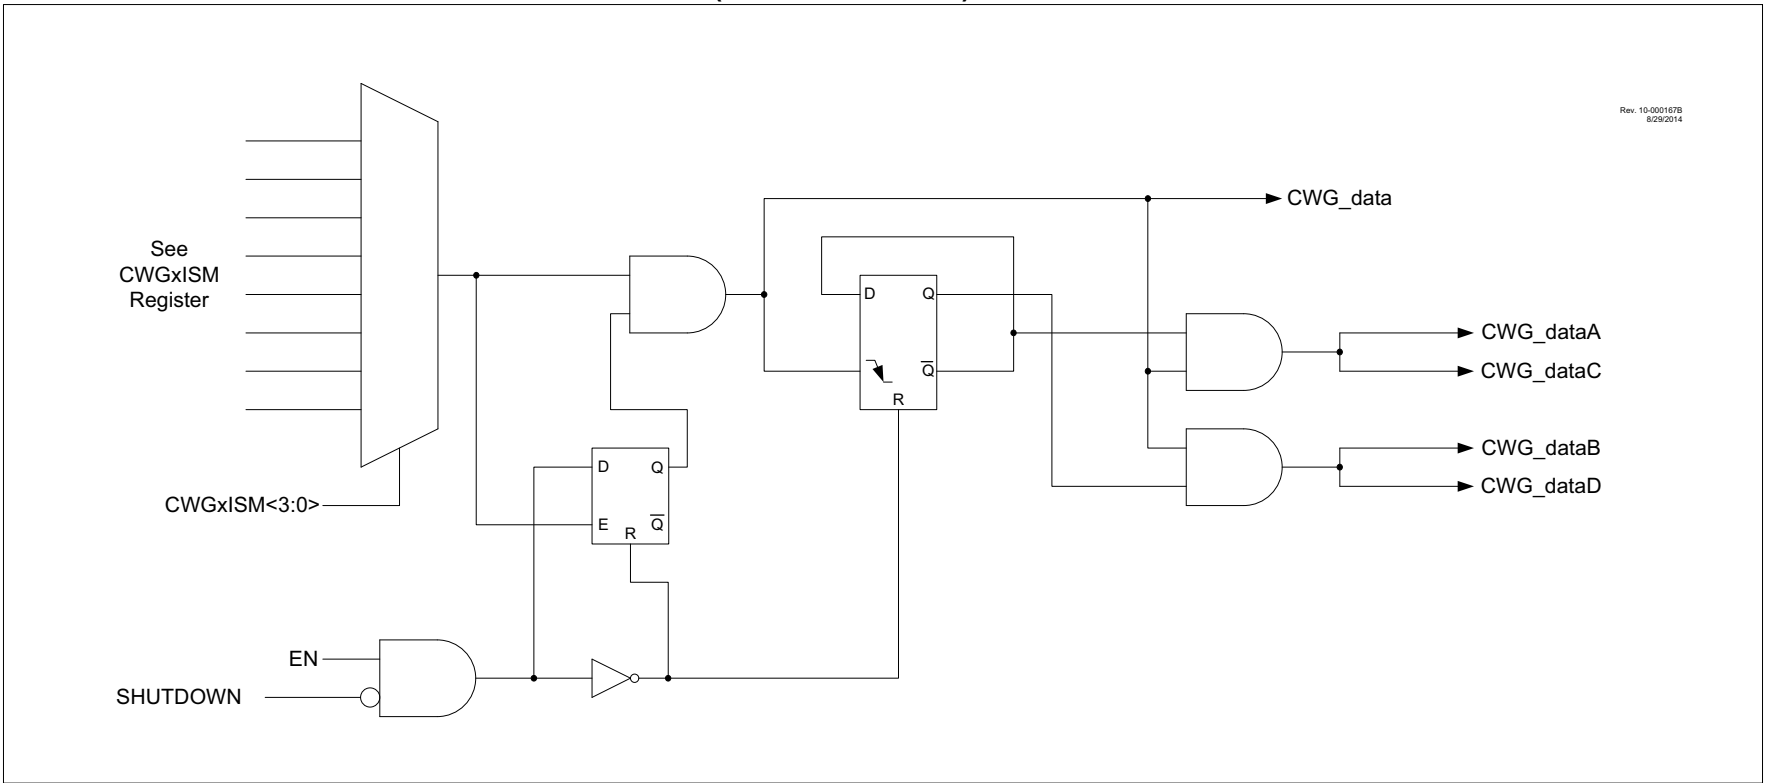 Rev. 10-000167B
8/29/2014
CWG_data
See
CWGxISM
Register
D
Q
Q
R
CWG_dataA
CWG_dataC
CWG_dataB
CWG_dataD
D
Q
E
Q
R
CWGxISM<3:0>
EN
SHUTDOWN